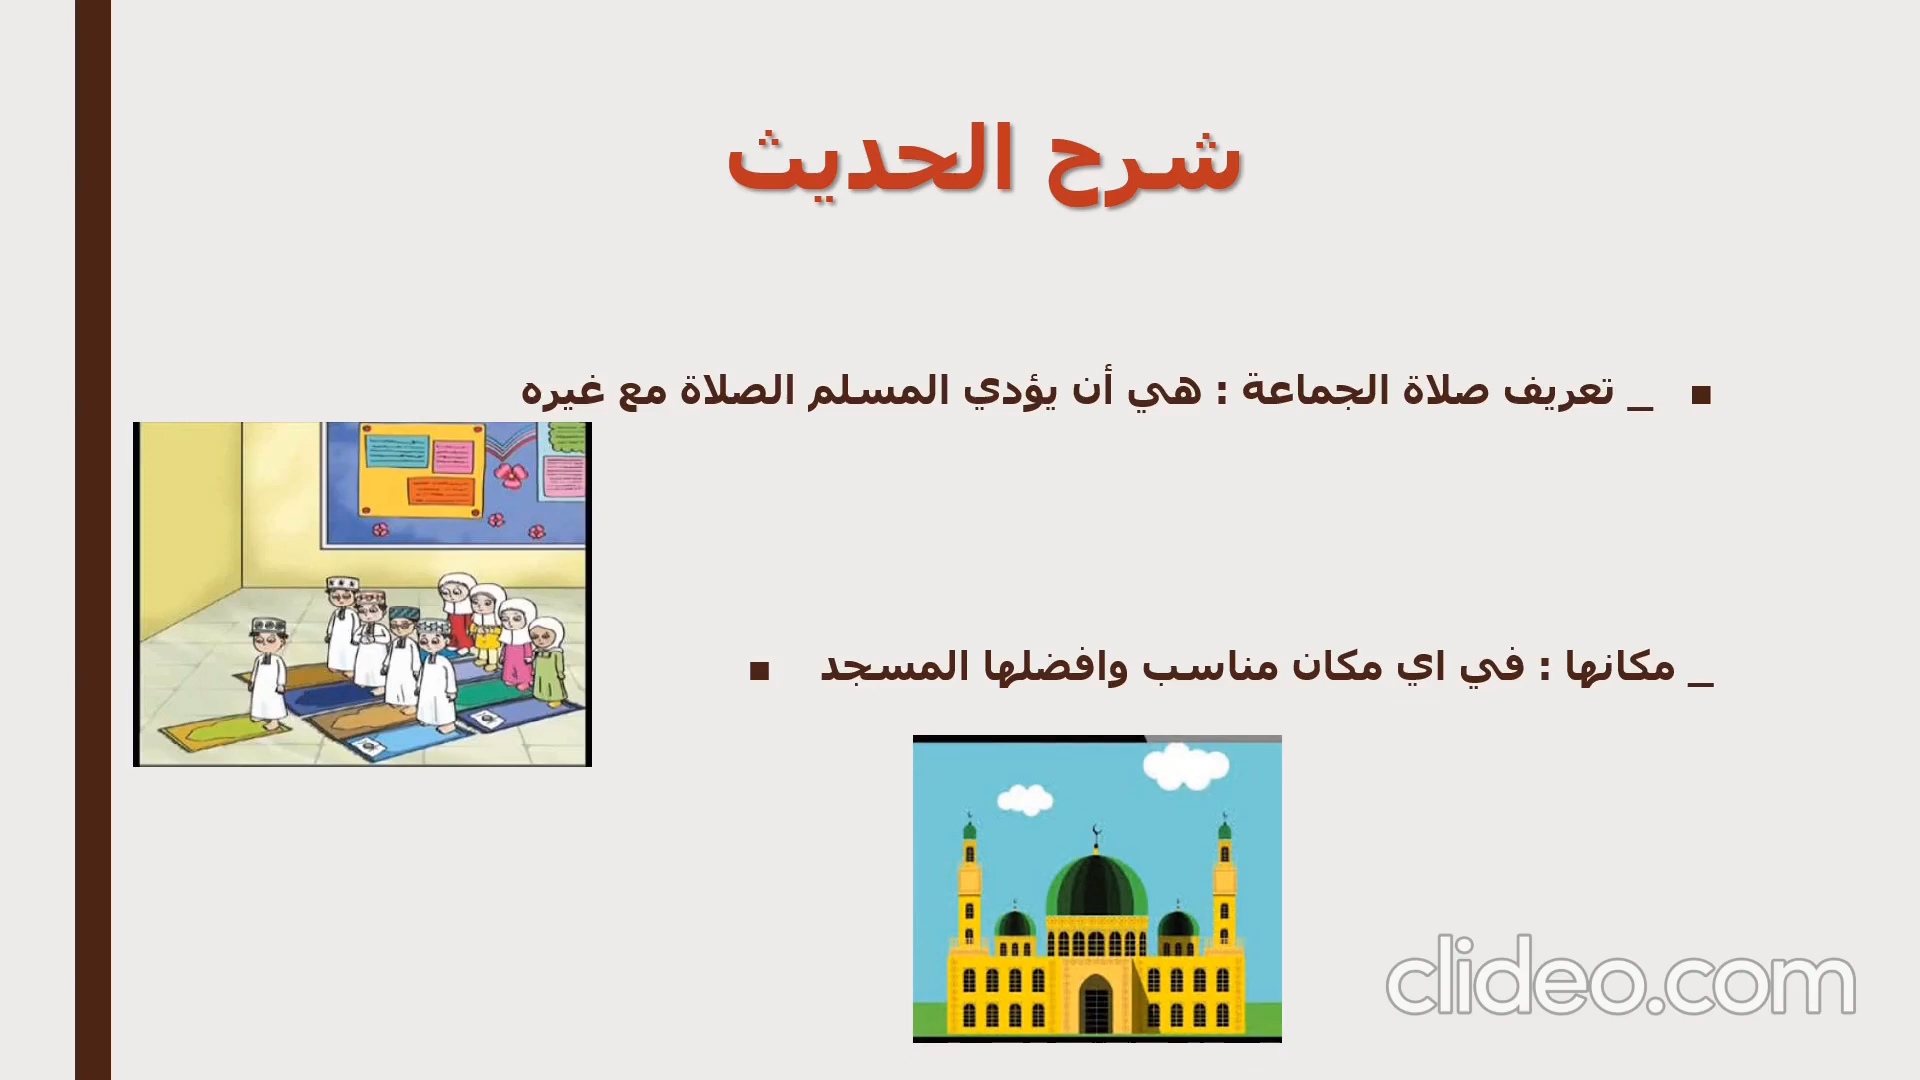 شرح الحديث
▪ _ تعريف صلاة الجماعة : هي أن يؤدي المسلم الصلاة مع غيره
_ مكانها : في اي مكان مناسب وافضلها المسجد ▪
clideo.com